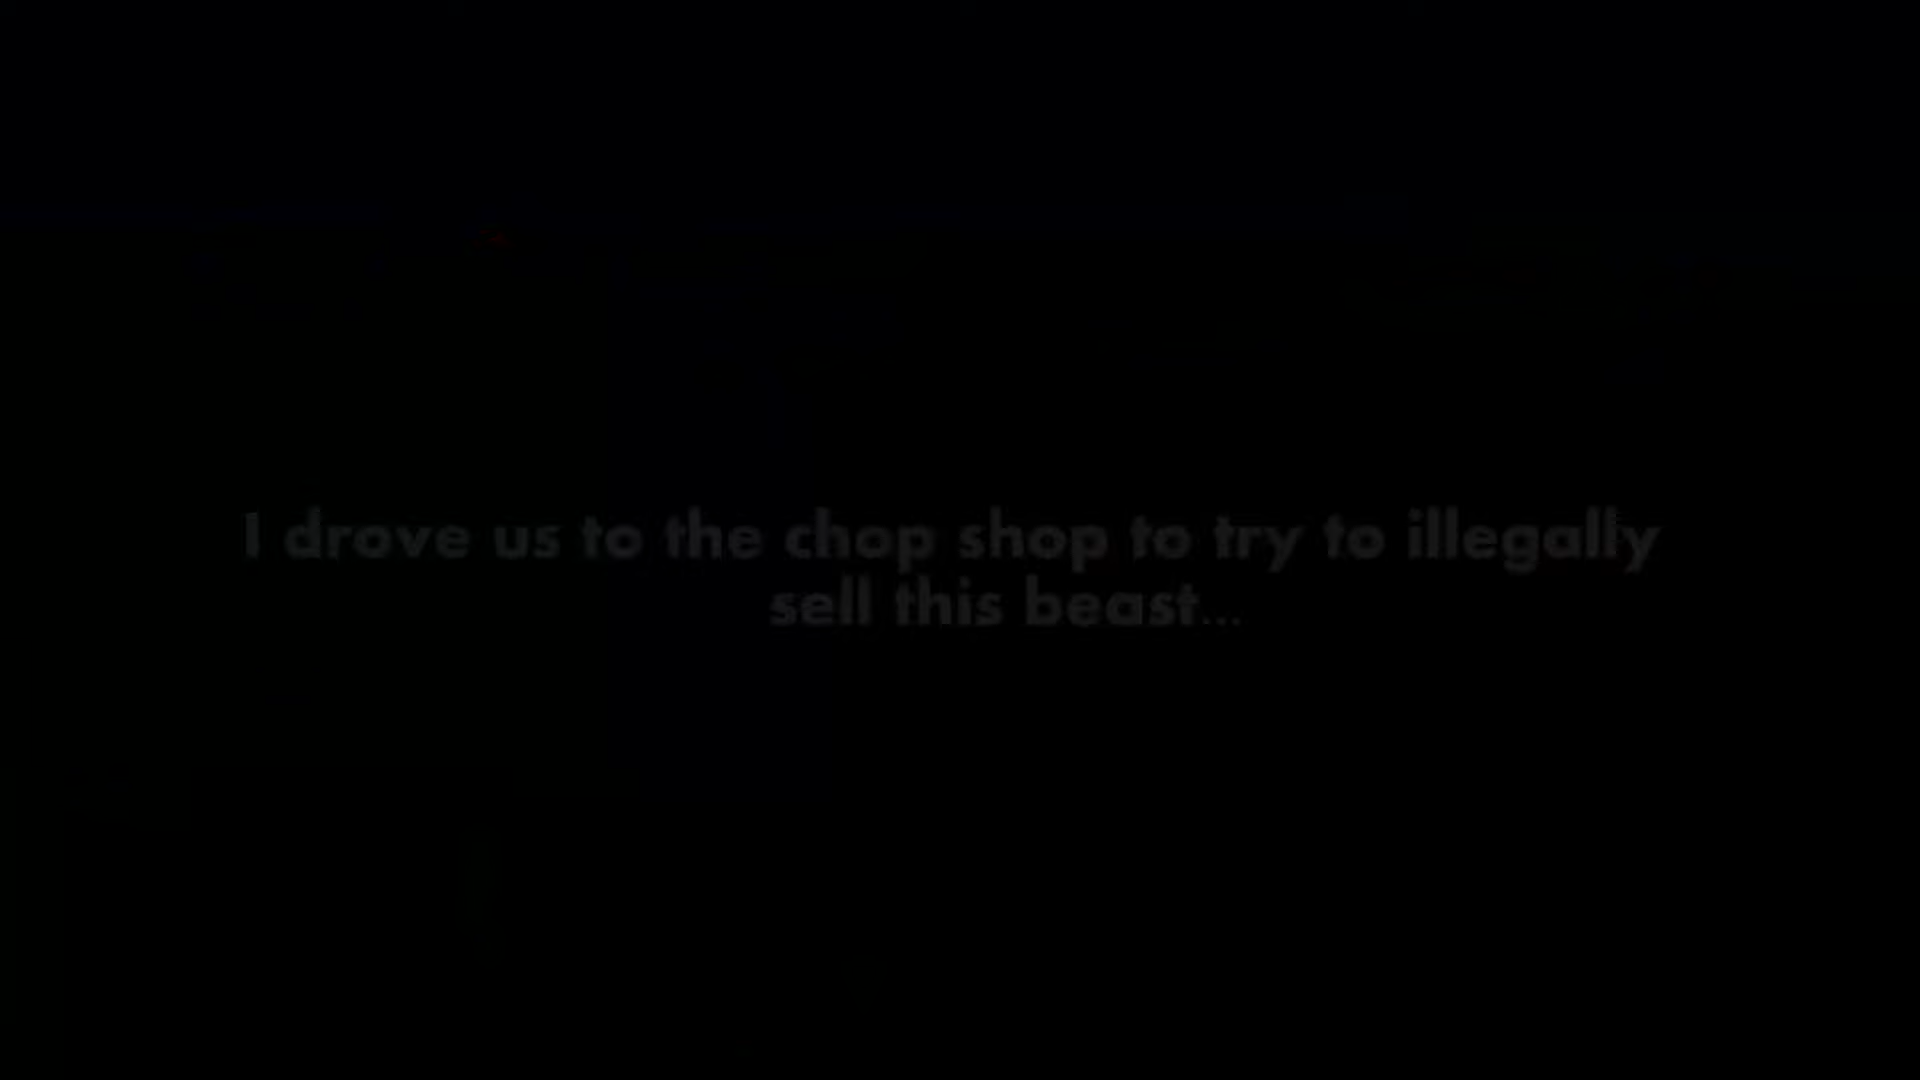 I drove us to the chop shop to try to illegally
sell this beast...